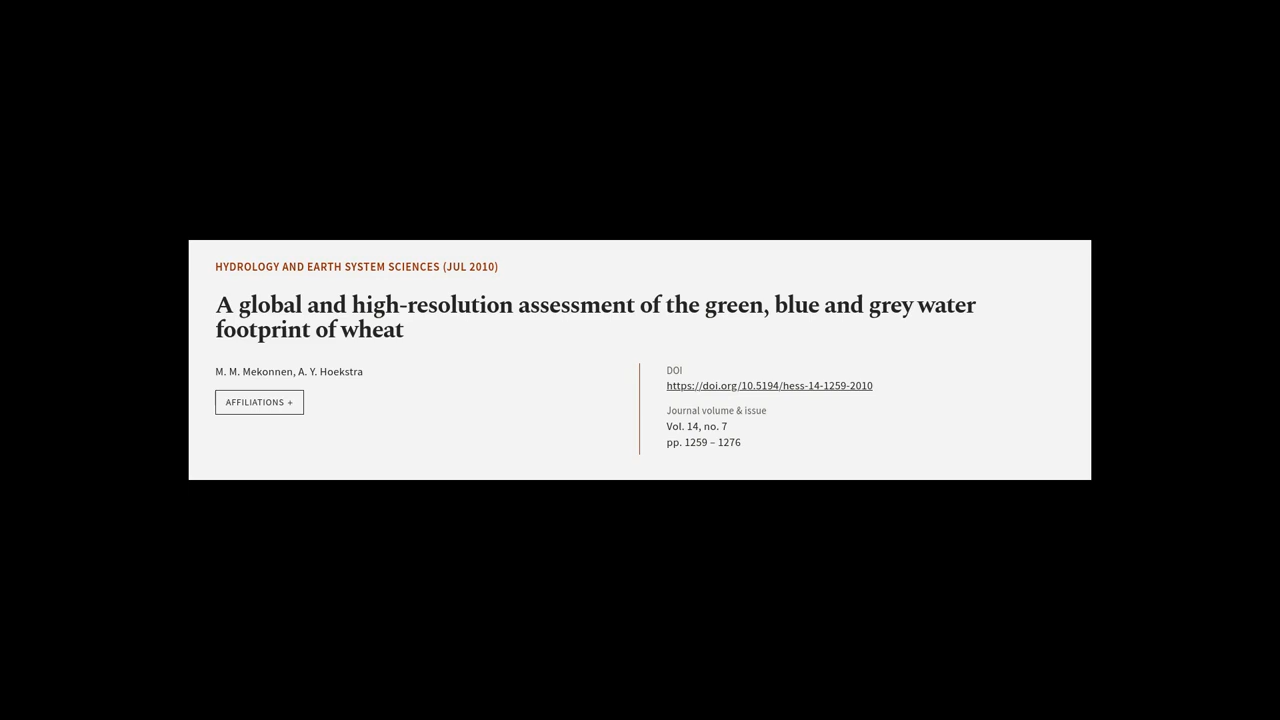 HYDROLOGY AND EARTH SYSTEM SCIENCES (JUL 2010)
A global and high-resolution assessment of the green, blue and grey water
footprint of wheat
M. M. Mekonnen, A. Y. Hoekstra
AFFILIATIONS +
DOI
https://doi.org/10.5194/hess-14-1259-2010
Journal volume & issue
Vol. 14, no. 7
pp. 1259 – 1276